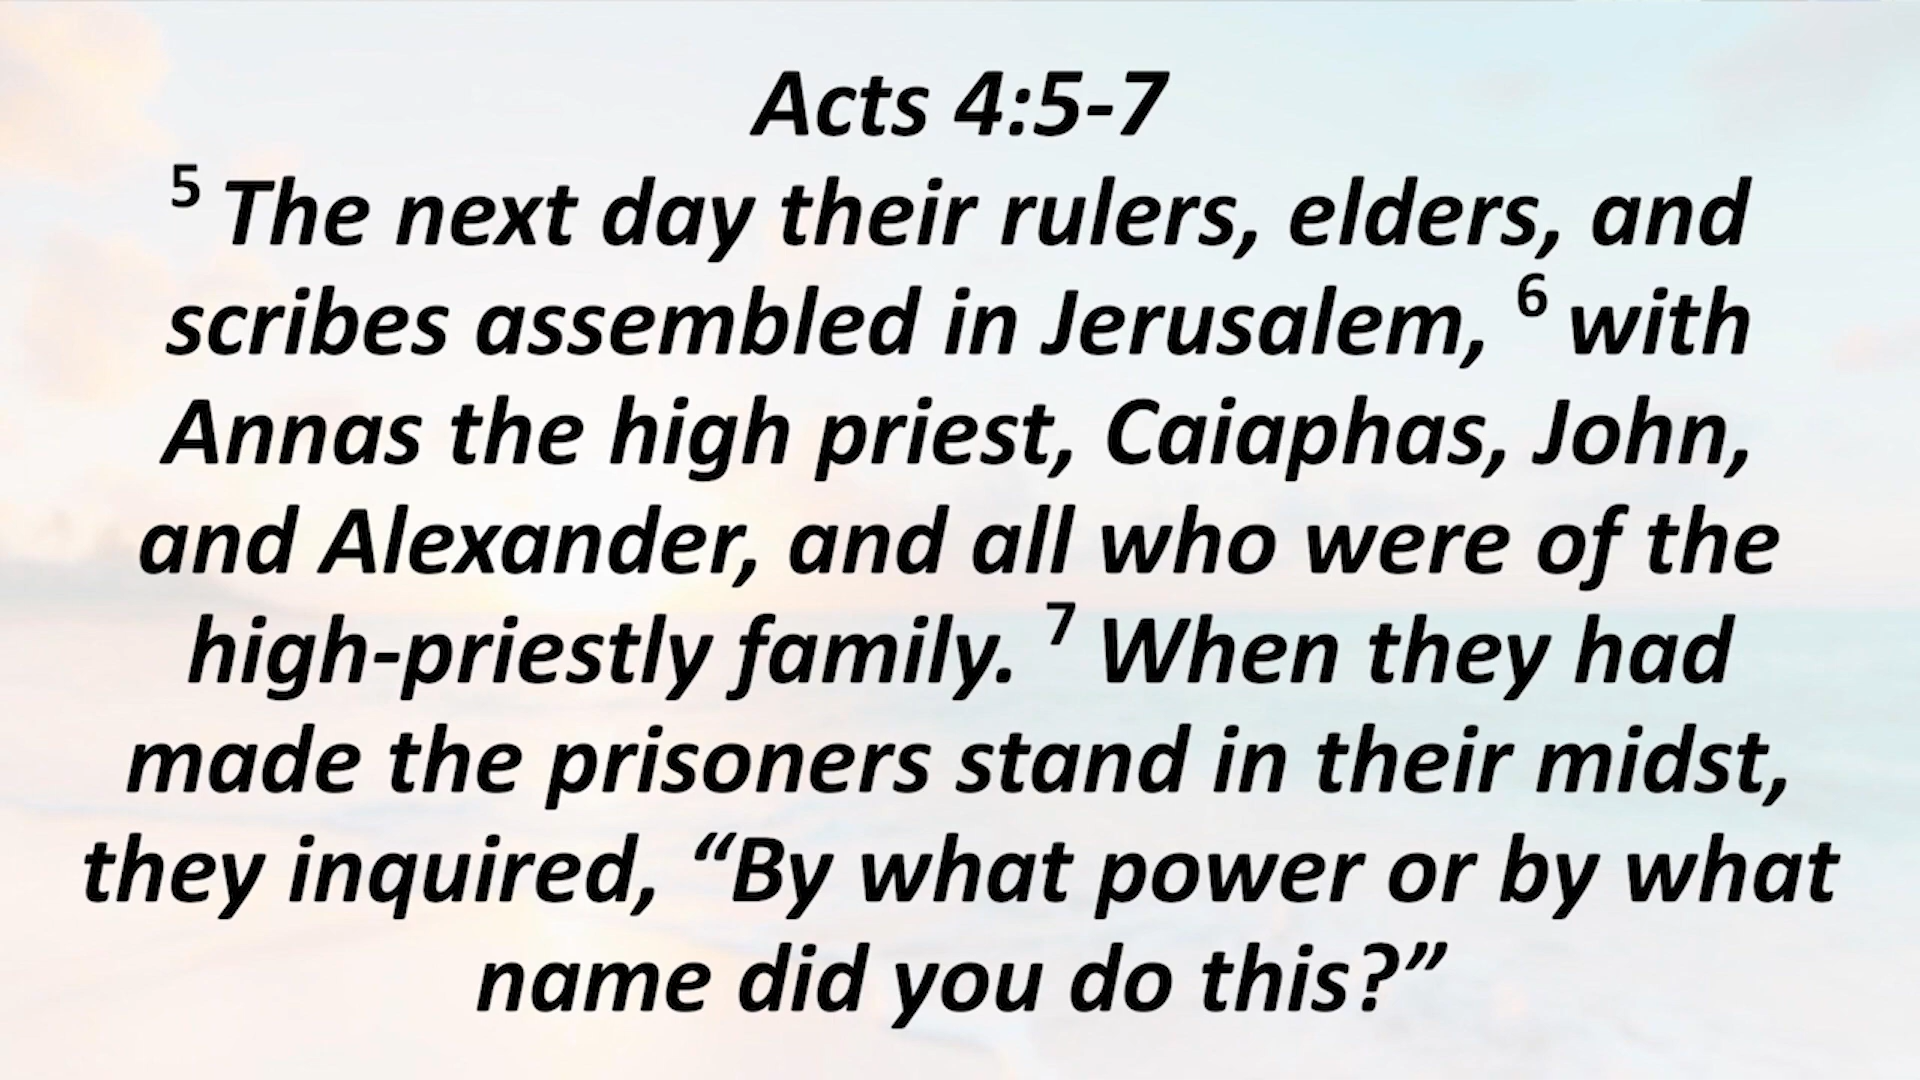 Acts 4:5-7
5 The next day their rulers, elders, and
scribes assembled in Jerusalem, 6 with
Annas the high priest, Caiaphas, John,
and Alexander, and all who were of the
high-priestly family. 7 When they had
made the prisoners stand in their midst,
they inquired, “By what power or by what
name did you do this?”